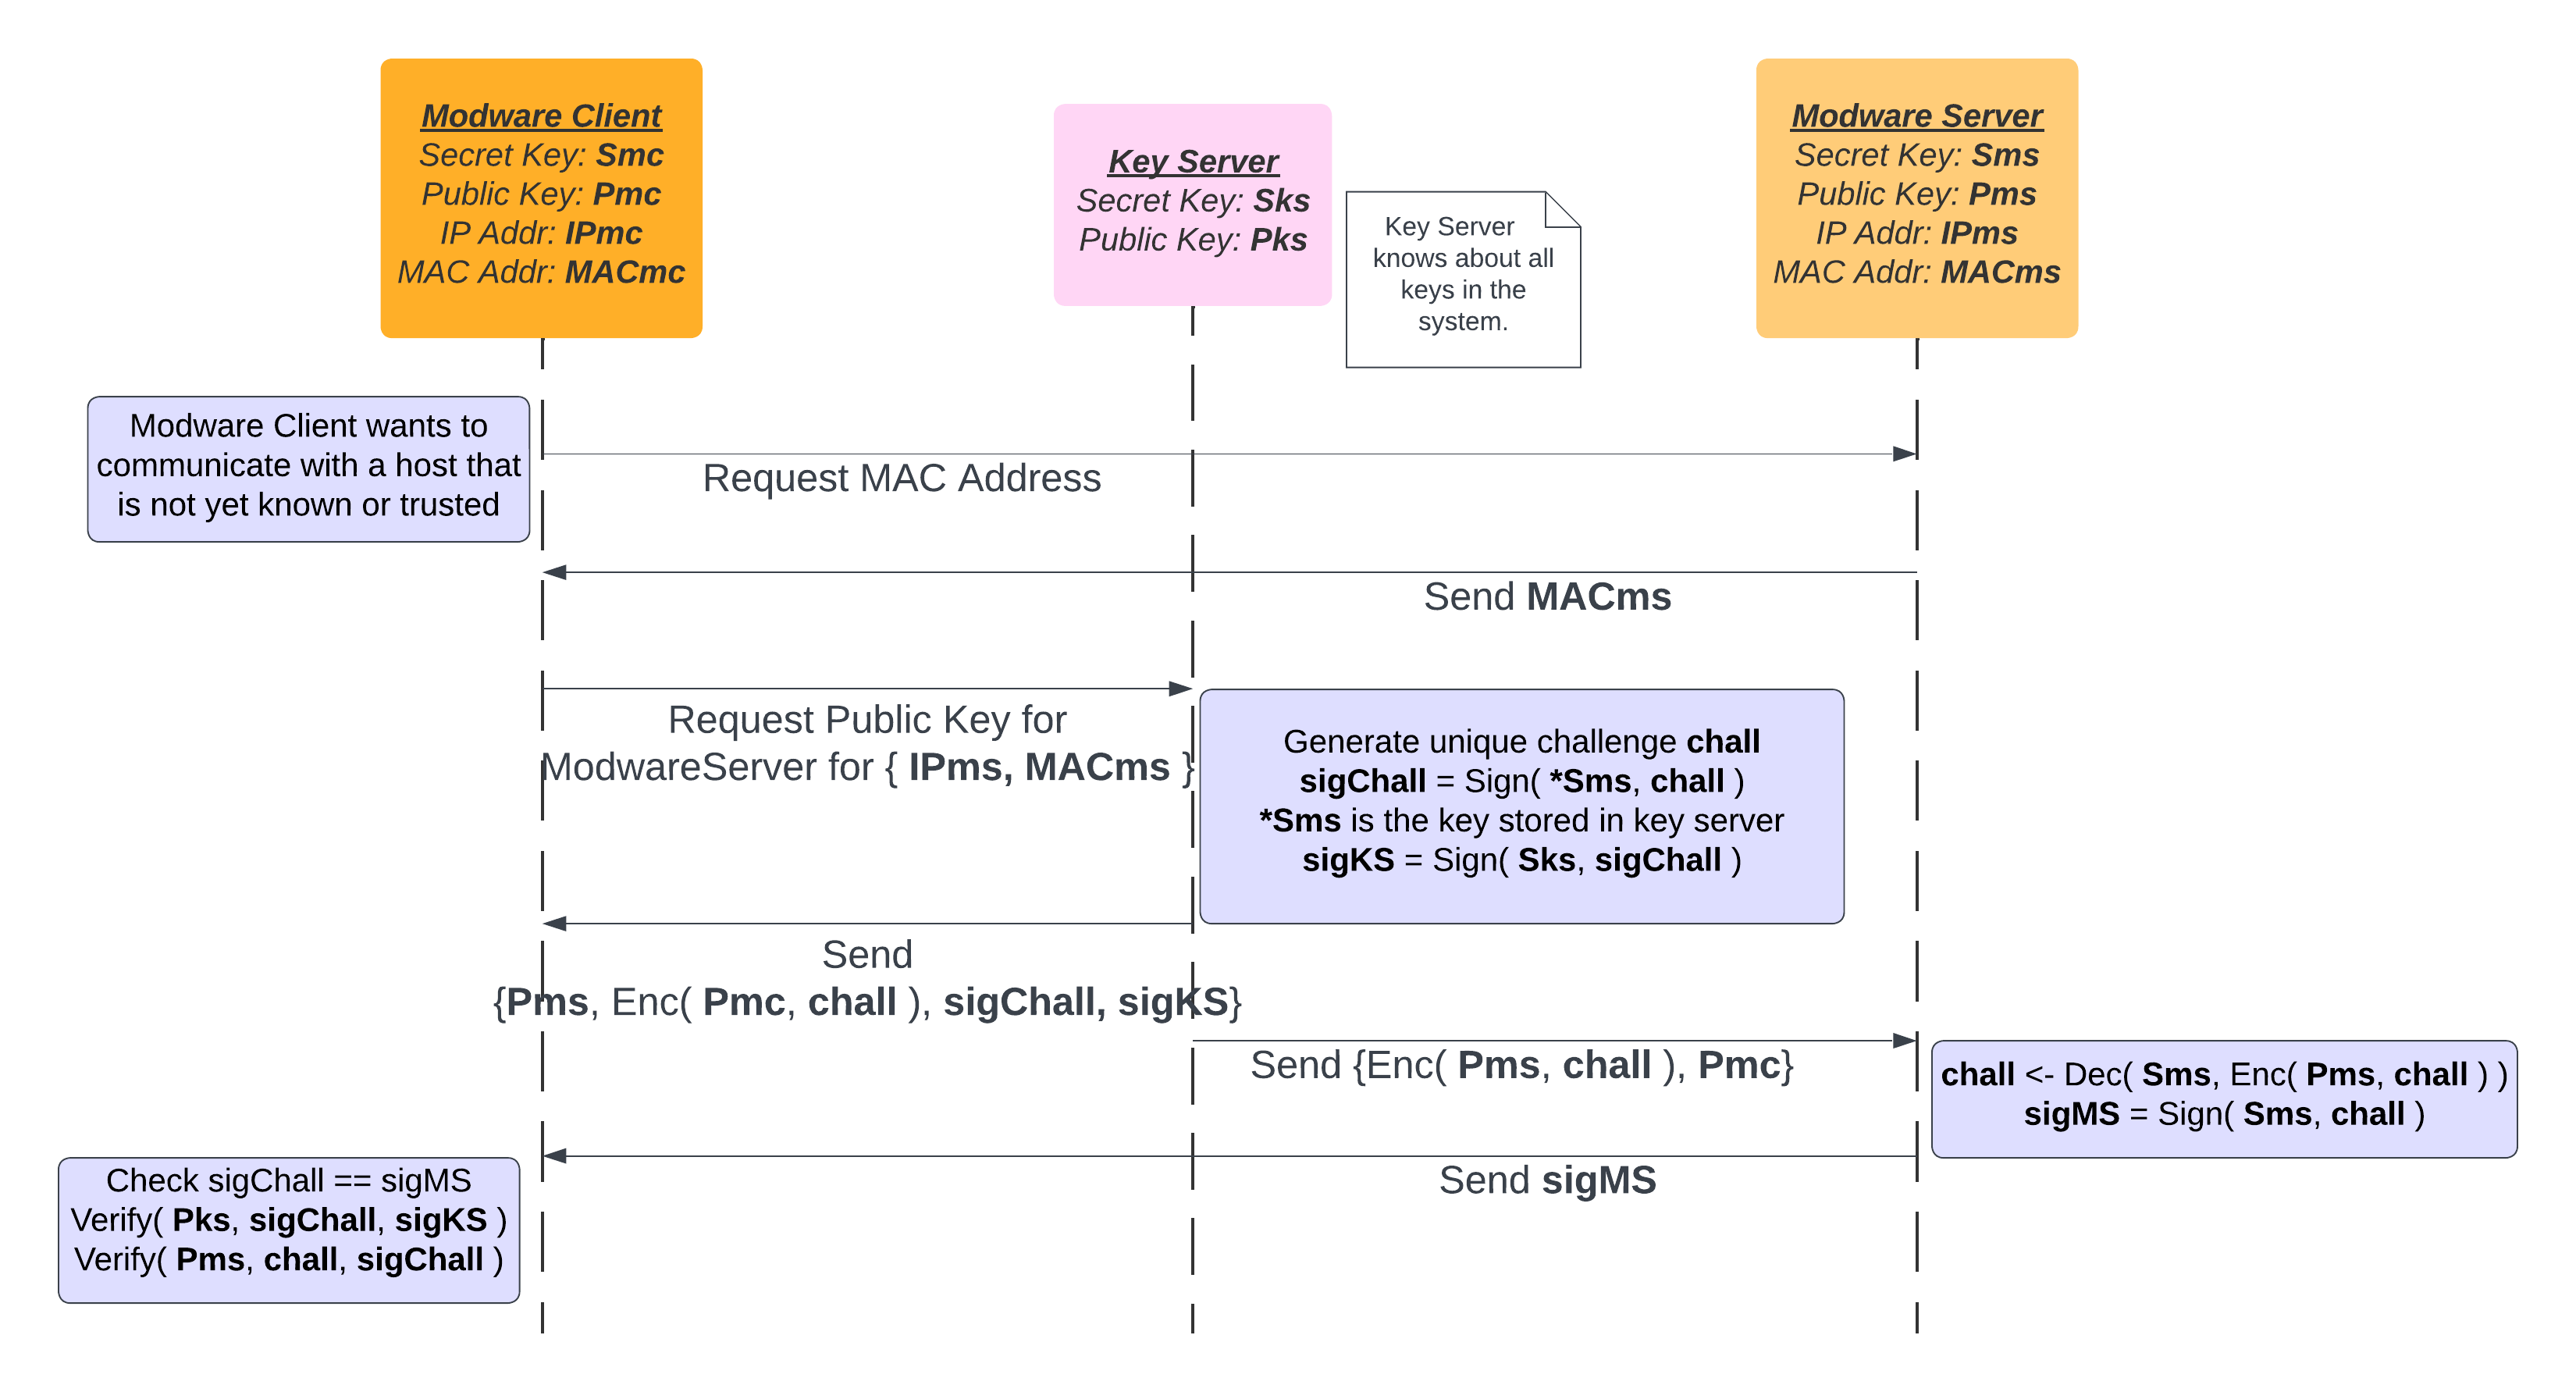 Modware Client
Secret Key: Smc
Public Key: Pmc
IP Addr: IPmc
MAC Addr: MACmc
Key Server
Secret Key: Sks
Public Key: Pks
Key Server
knows about all
keys in the
system.
Modware Server
Secret Key: Sms
Public Key: Pms
IP Addr: IPms
MAC Addr: MACms
Modware Client wants to
communicate with a host that
is not yet known or trusted
Request MAC Address
Send MACms
Request Public Key for
ModwareServer for { IPms, MACms }
Generate unique challenge chall
sigChall = Sign( *Sms, chall )
*Sms is the key stored in key server
sigKS = Sign( Sks, sigChall )
Send
{Pms, Enc( Pmc, chall ), sigChall, sigKS}
Send {Enc( Pms, chall ), Pmc}
chall <- Dec( Sms, Enc( Pms, chall ) )
sigMS = Sign( Sms, chall )
Send sigMS
Check sigChall == sigMS
Verify( Pks, sigChall, sigKS )
Verify( Pms, chall, sigChall )